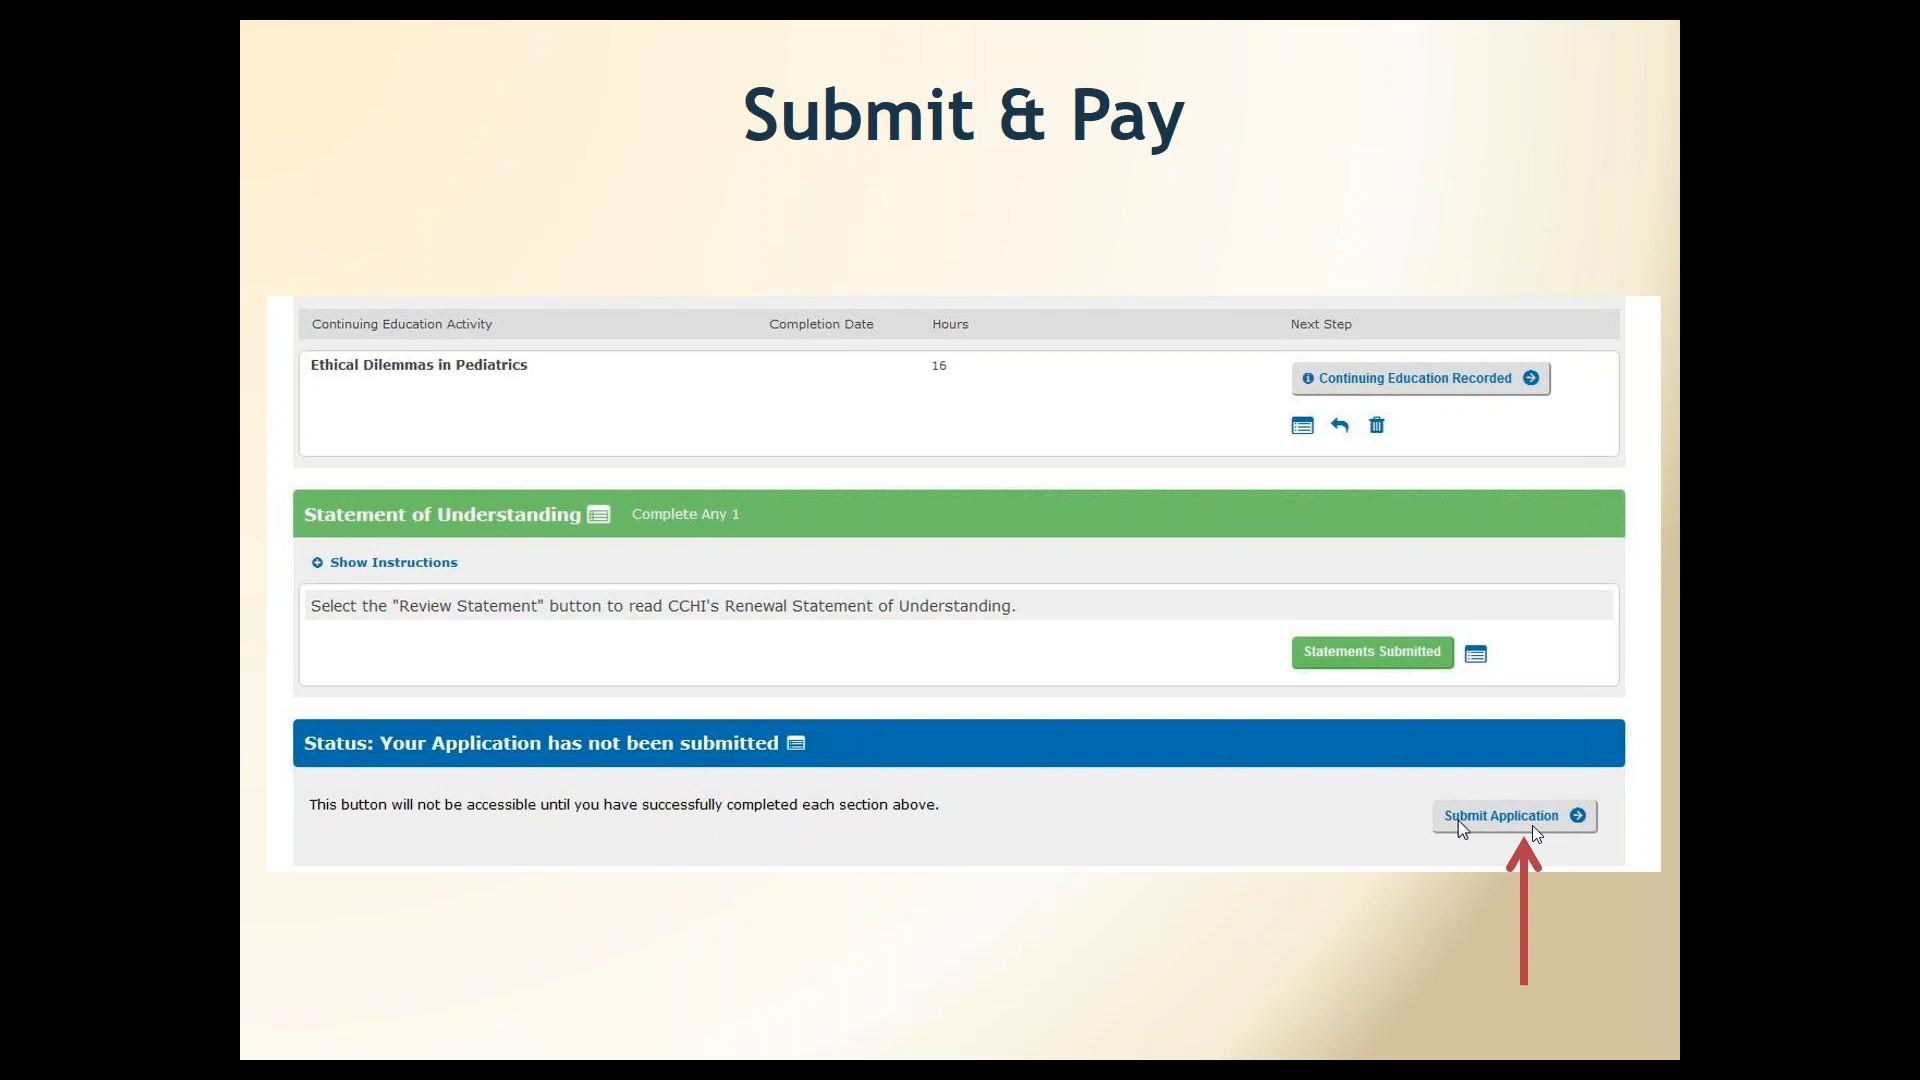 Submit & Pay
Continuing Education Activity Completion Date Hours Next Step
Ethical Dilemmas in Pediatrics 16 Continuing Education Recorded
Statement of Understanding Complete Any 1
Show Instructions
Select the "Review Statement" button to read CCHI's Renewal Statement of Understanding.
Statements Submitted
Status: Your Application has not been submitted
This button will not be accessible until you have successfully completed each section above.
Submit Application